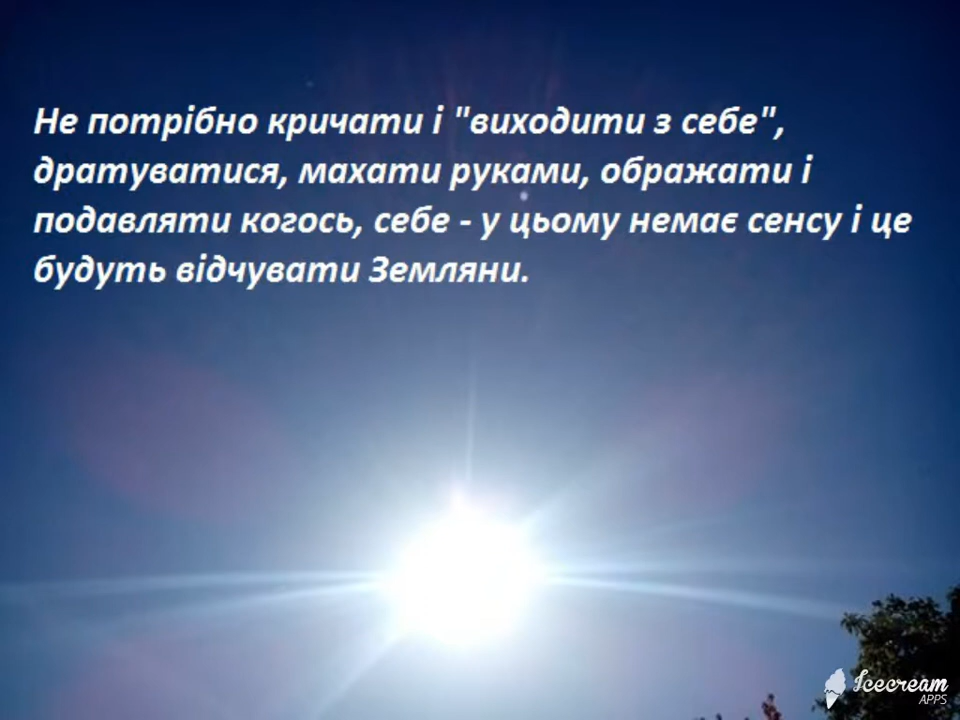 Не потрібно кричати і "виходити з себе",
дратуватися, махати руками, ображати і
подавляти когось, себе - у цьому немає сенсу і це
будуть відчувати Земляни.
Icecream
APPS